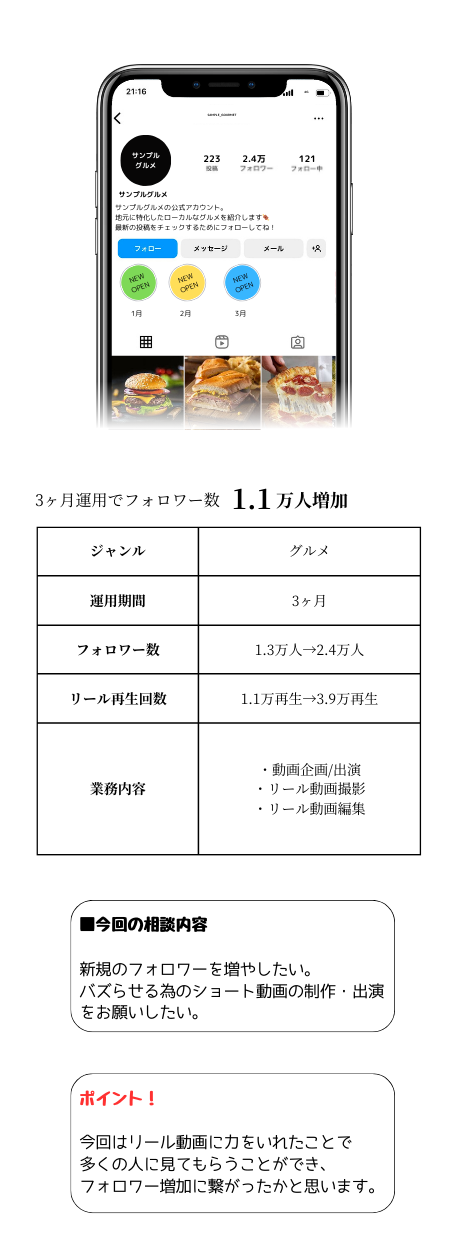 21:16
SAMPLE_GOURMET
サンプル
グルメ
223 2.4万 121
投稿 フォロワー フォロー中
サンプルグルメ
サンプルグルメの公式アカウント。
地元に特化したローカルなグルメを紹介します
最新の投稿をチェックするためにフォローしてね!
フォロー メッセージ メール
NEW
OPEN
NEW
OPEN
NEW
OPEN
1月 2月 3月
3ヶ月運用でフォロワー数 1.1万人増加
ジャンル グルメ
運用期間 3ヶ月
フォロワー数 1.3万人→2.4万人
リール再生回数 1.1万再生→3.9万再生
業務内容
・動画企画/出演
・リール動画撮影
・リール動画編集
■今回の相談内容
新規のフォロワーを増やしたい。
バズらせる為のショート動画の制作・出演
をお願いしたい。
ポイント!
今回はリール動画に力をいれたことで
多くの人に見てもらうことができ、
フォロワー増加に繋がったかと思います。